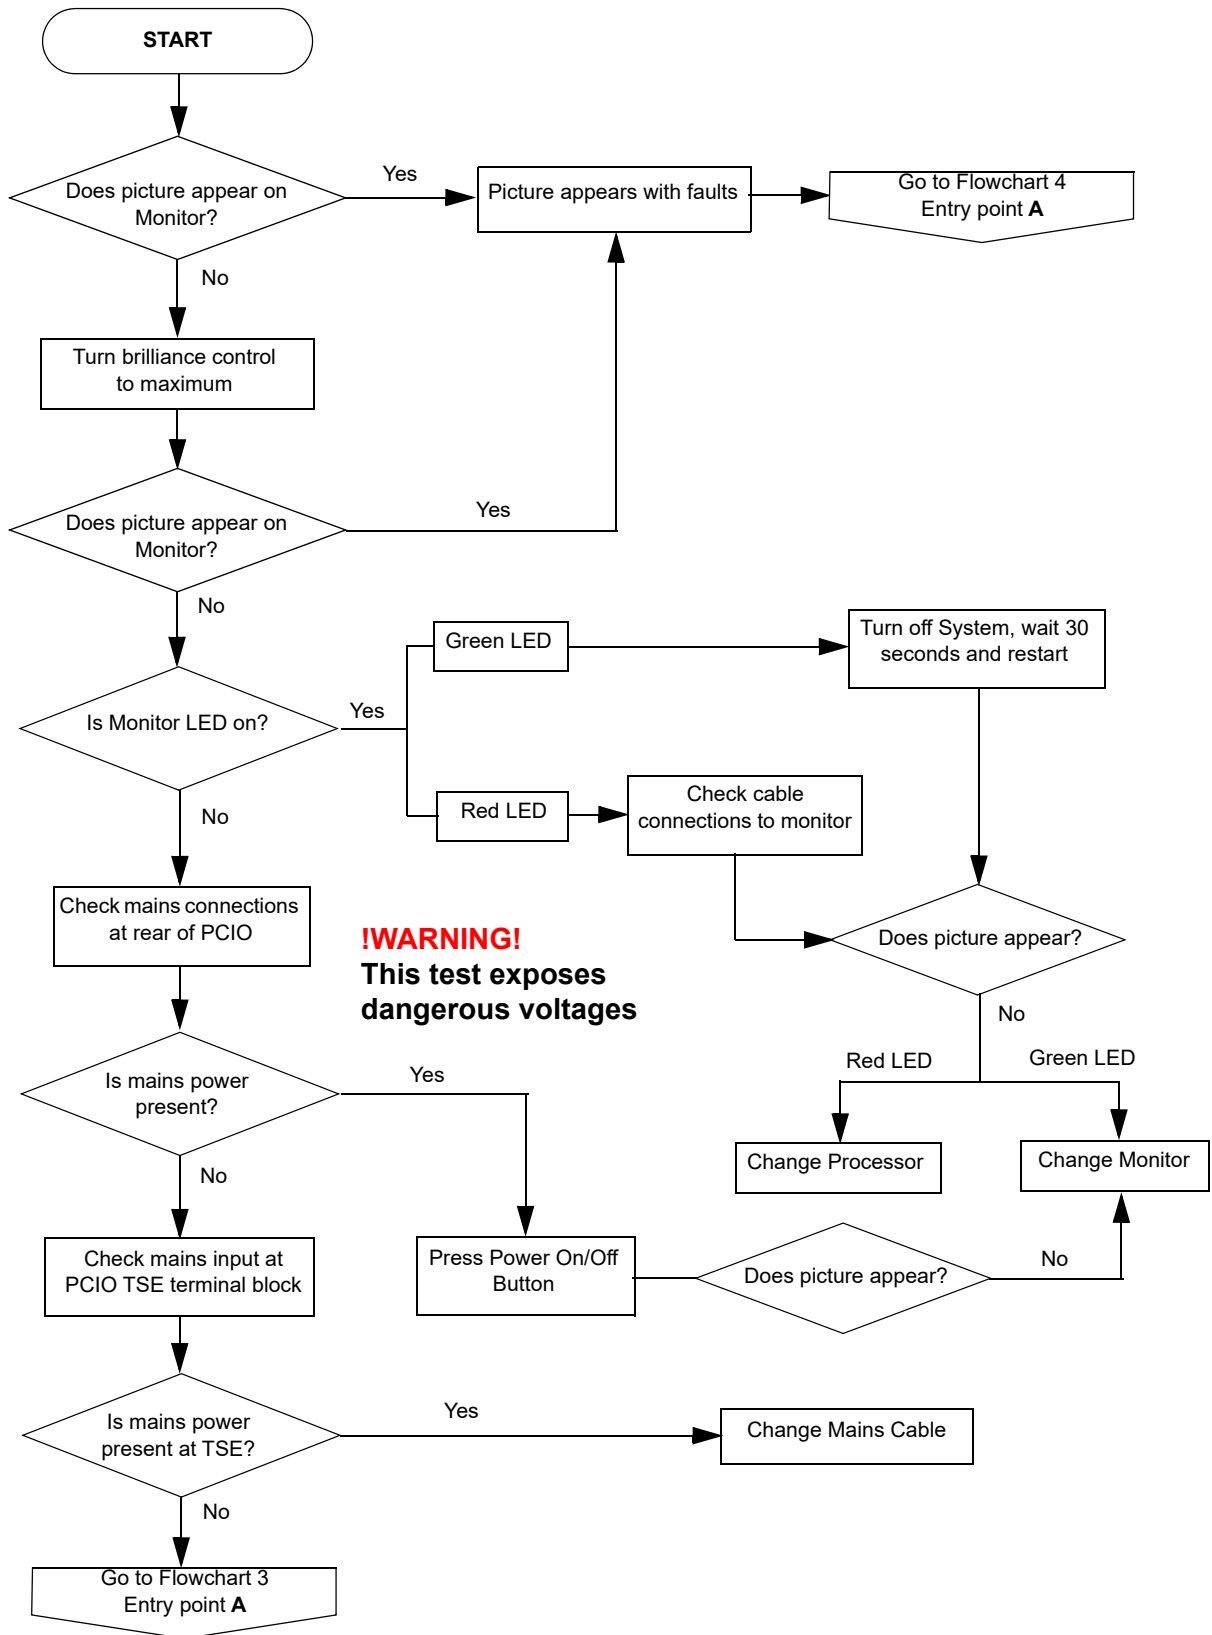 START
Does picture appear on
Monitor?
Yes
Picture appears with faults
Go to Flowchart 4
Entry point A
No
Turn brilliance control
to maximum
Does picture appear on
Monitor?
Yes
No
Green LED
Turn off System, wait 30
seconds and restart
Is Monitor LED on?
Yes
Red LED
Check cable
connections to monitor
No
Check mains connections
at rear of PCIO
!WARNING!
This test exposes
dangerous voltages
Does picture appear?
No
Red LED
Green LED
Is mains power
present?
Yes
Change Processor
Change Monitor
No
Check mains input at
PCIO TSE terminal block
Press Power On/Off
Button
Does picture appear?
No
Is mains power
present at TSE?
Yes
Change Mains Cable
No
Go to Flowchart 3
Entry point A